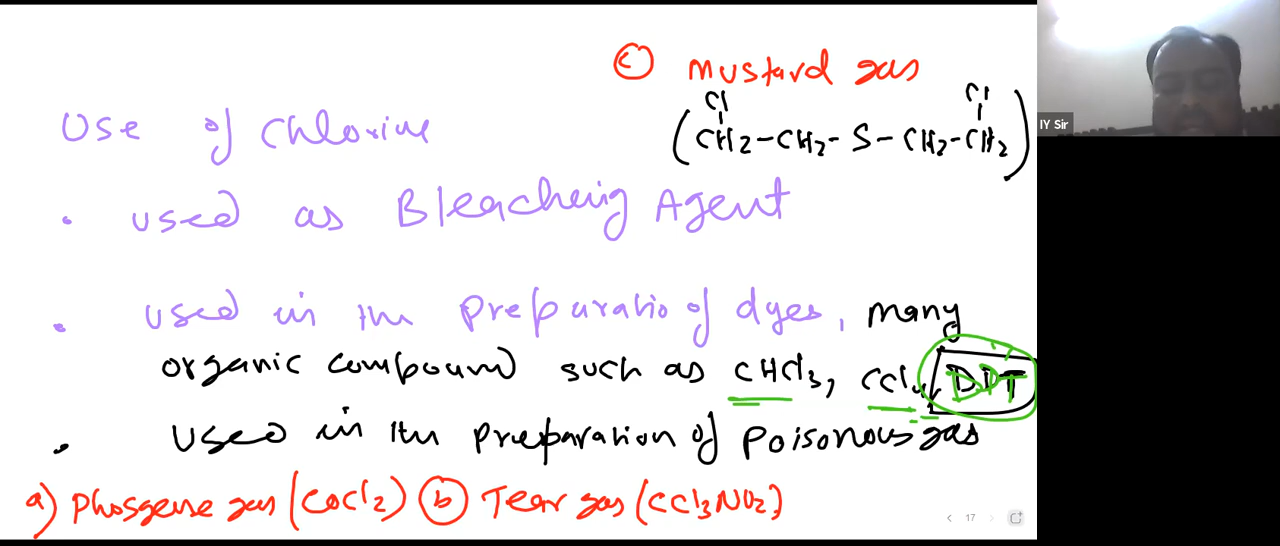 © Mustard gas
Cl Cl
(CH2-CH2-S-CH2-CH2)
IY Sir
Use of Chlorine
• used as Bleaching Agent
• used in the preparatio of dyes, many
organic compound such as CHCl3, CCl4, DDT
• used in the preparation of Poisonous gas
a) Phosgene gas (COCl2) (b) Tear gas (CCl3NO2)
< 17 >